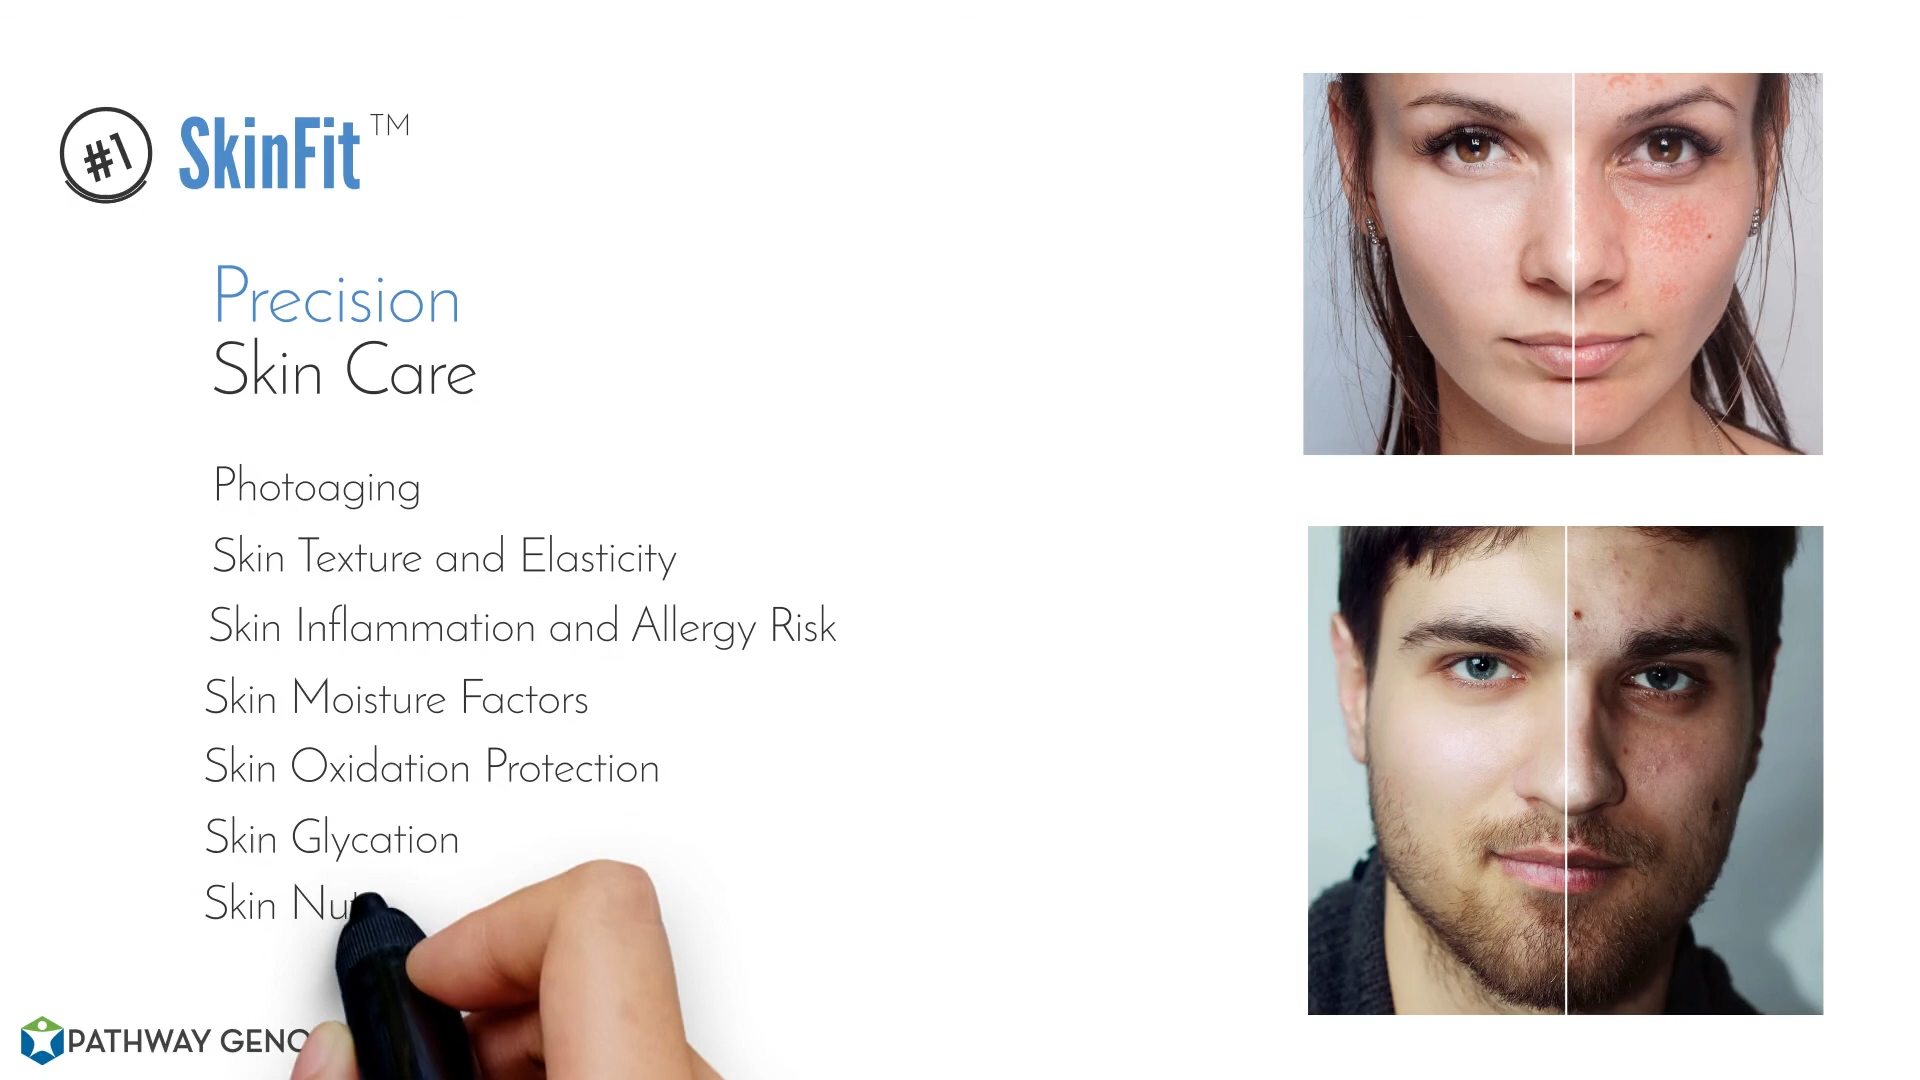 #1 SkinFit™
Precision
Skin Care
Photoaging
Skin Texture and Elasticity
Skin Inflammation and Allergy Risk
Skin Moisture Factors
Skin Oxidation Protection
Skin Glycation
Skin
PATHWAY